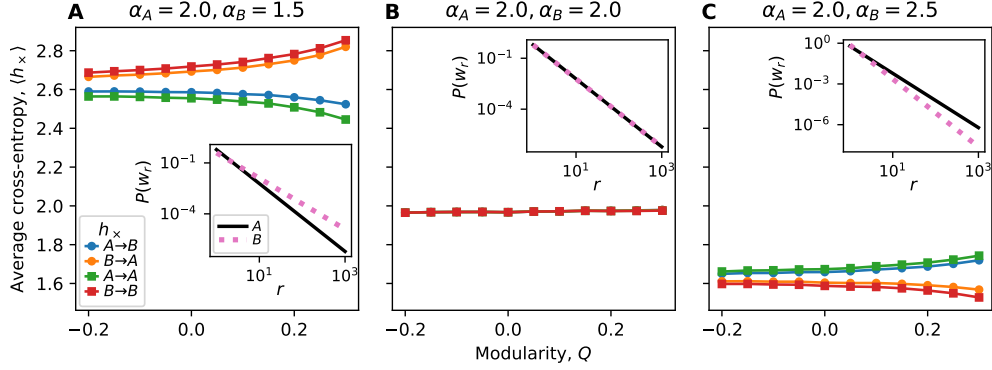 A
α_A = 2.0, α_B = 1.5
B
α_A = 2.0, α_B = 2.0
C
α_A = 2.0, α_B = 2.5
Average cross-entropy, ⟨h_×⟩
2.8
2.6
2.4
2.2
2.0
1.8
1.6
−0.2
0.0
0.2
P(w_r)
10^−1
10^−4
10^1
10^3
r
A
B
h_×
A→B
B→A
A→A
B→B
−0.2
0.0
0.2
Modularity, Q
P(w_r)
10^−1
10^−4
10^1
10^3
r
−0.2
0.0
0.2
P(w_r)
10^0
10^−3
10^−6
10^1
10^3
r